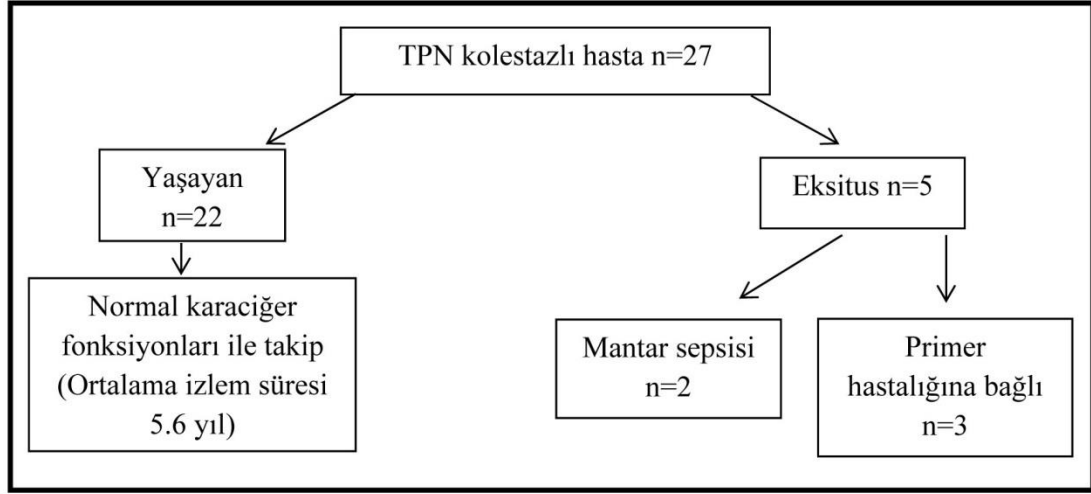 TPN kolestazlı hasta n=27
Yaşayan
n=22
Eksitus n=5
Normal karaciğer
fonksiyonları ile takip
(Ortalama izlem süresi
5.6 yıl)
Mantar sepsisi
n=2
Primer
hastalığına bağlı
n=3